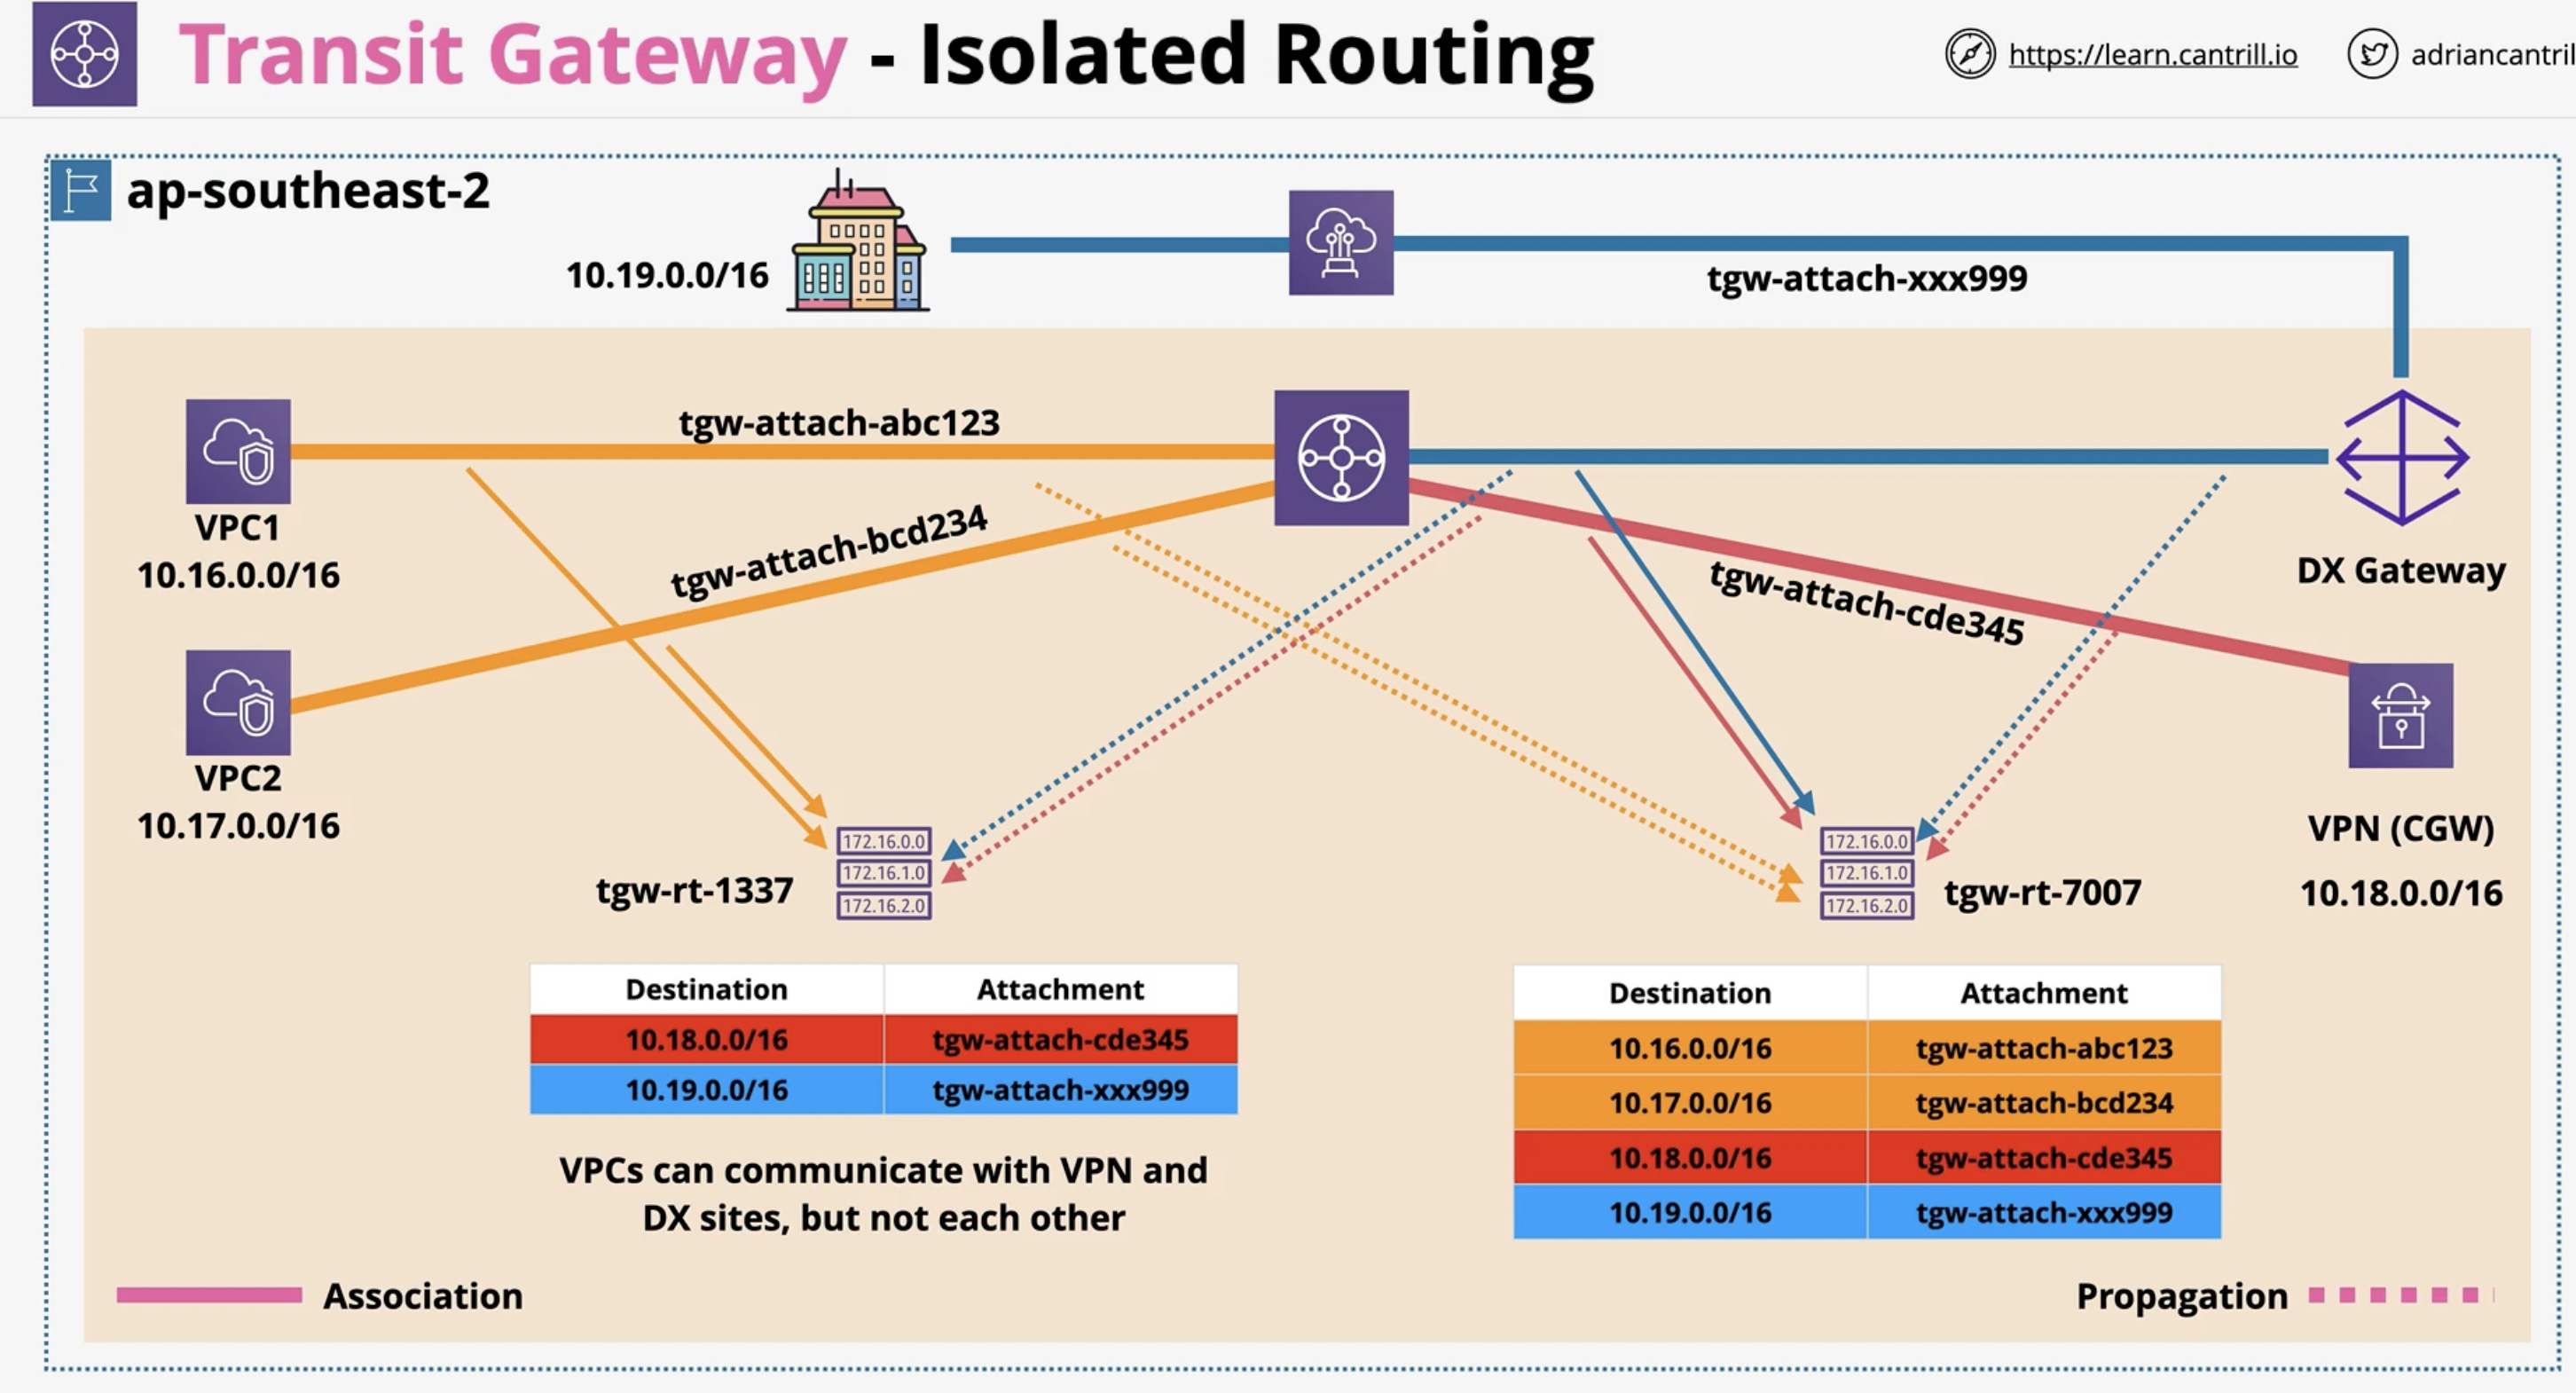 Transit Gateway - Isolated Routing
https://learn.cantrill.io
adriancantril
ap-southeast-2
10.19.0.0/16
tgw-attach-xxx999
tgw-attach-abc123
tgw-attach-bcd234
tgw-attach-cde345
VPC1
10.16.0.0/16
DX Gateway
VPC2
10.17.0.0/16
VPN (CGW)
10.18.0.0/16
tgw-rt-1337
172.16.0.0
172.16.1.0
172.16.2.0
172.16.0.0
172.16.1.0
172.16.2.0
tgw-rt-7007
Destination Attachment
10.18.0.0/16 tgw-attach-cde345
10.19.0.0/16 tgw-attach-xxx999
VPCs can communicate with VPN and
DX sites, but not each other
Destination Attachment
10.16.0.0/16 tgw-attach-abc123
10.17.0.0/16 tgw-attach-bcd234
10.18.0.0/16 tgw-attach-cde345
10.19.0.0/16 tgw-attach-xxx999
Association
Propagation